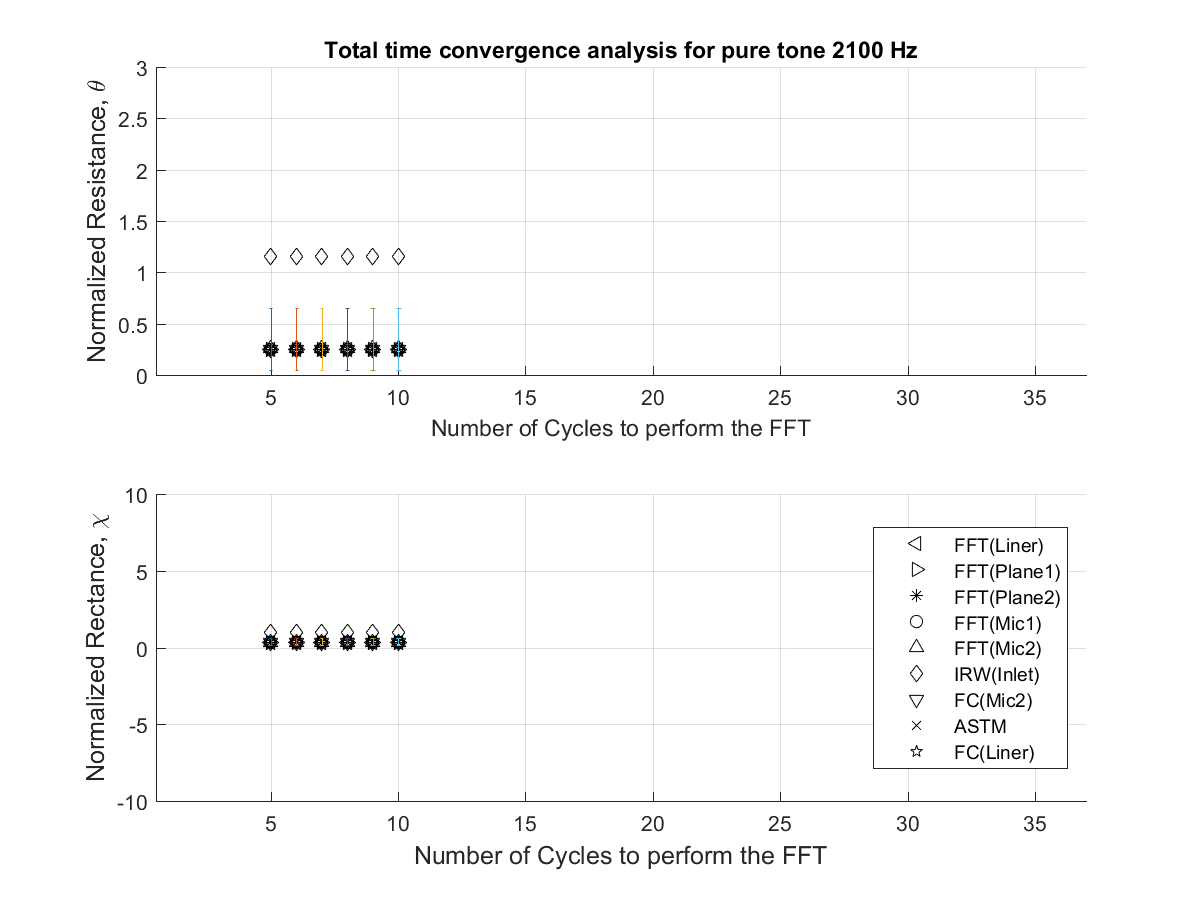 Total time convergence analysis for pure tone 2100 Hz
Normalized Resistance, θ
3
2.5
2
1.5
1
0.5
0
5 10 15 20 25 30 35
Number of Cycles to perform the FFT
Normalized Rectance, χ
10
5
0
-5
-10
FFT(Liner)
FFT(Plane1)
FFT(Plane2)
FFT(Mic1)
FFT(Mic2)
IRW(Inlet)
FC(Mic2)
ASTM
FC(Liner)
5 10 15 20 25 30 35
Number of Cycles to perform the FFT